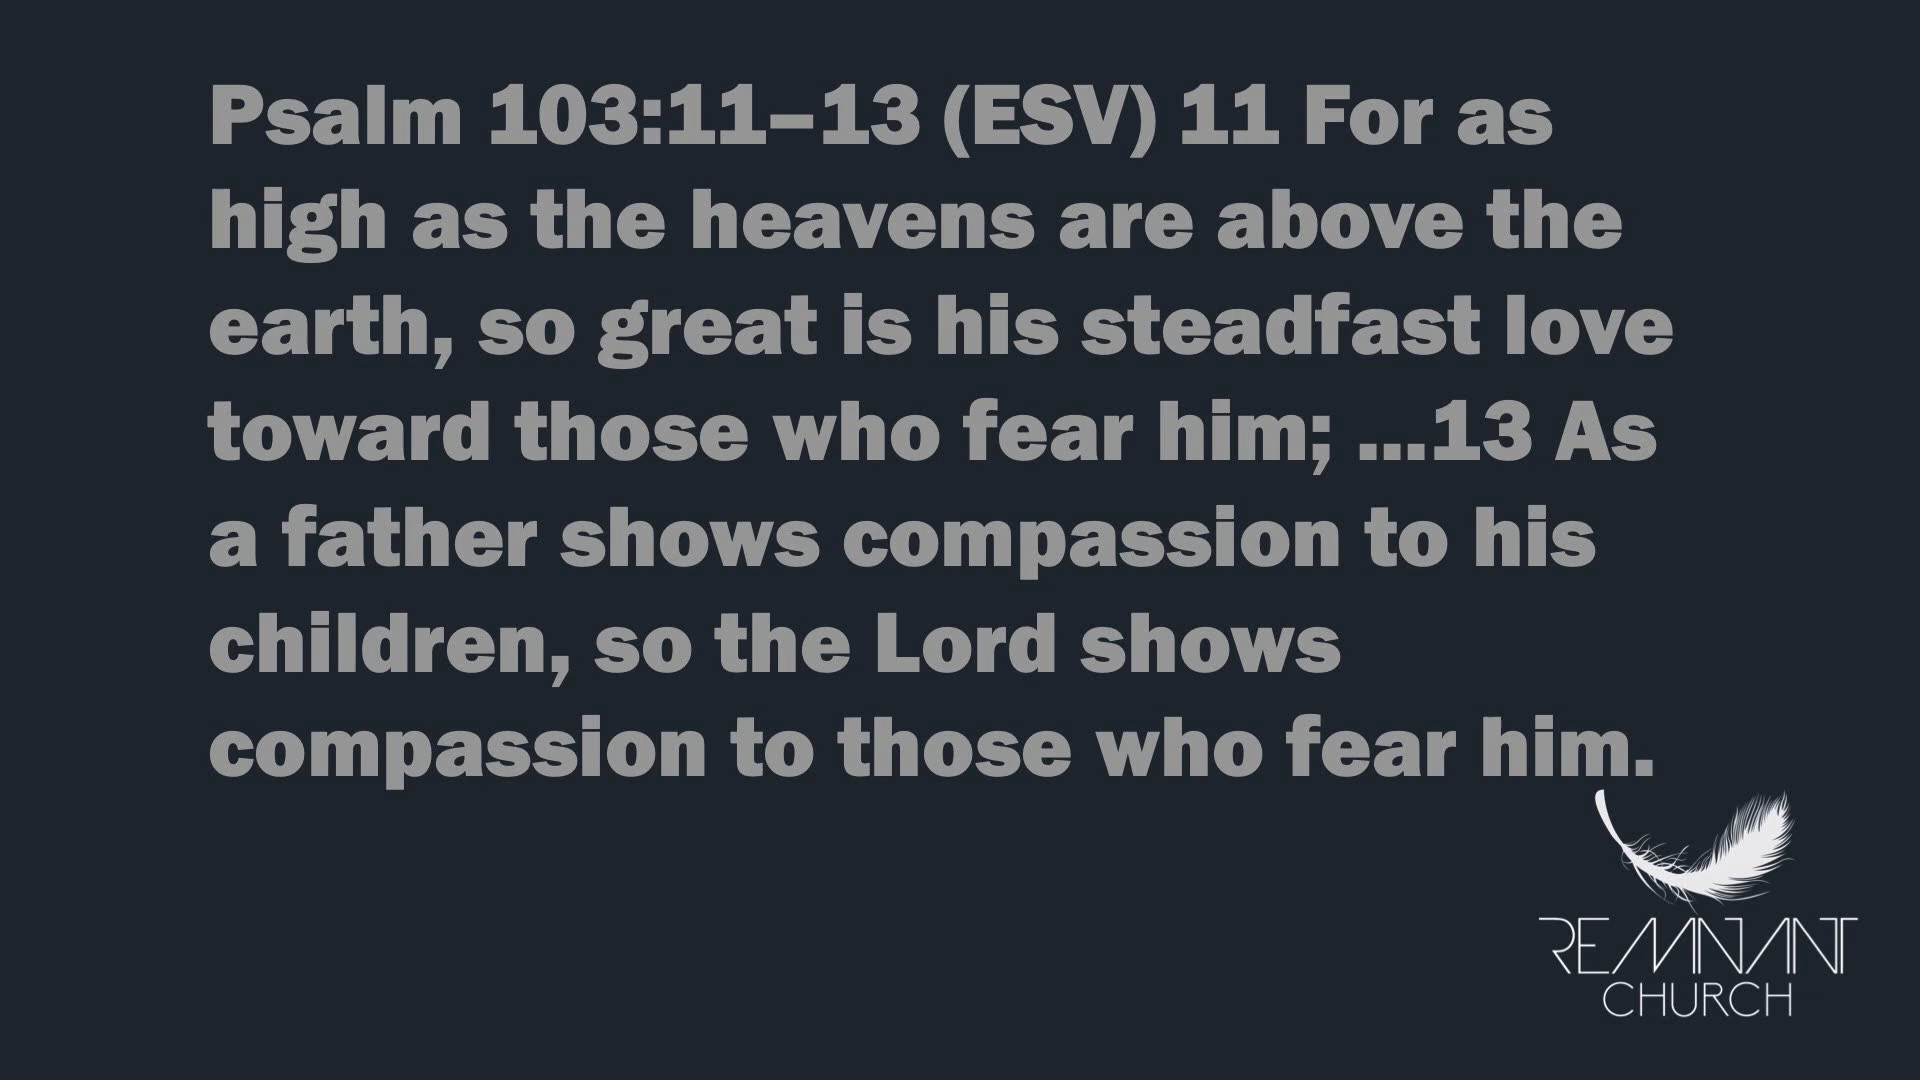 Psalm 103:11–13 (ESV) 11 For as
high as the heavens are above the
earth, so great is his steadfast love
toward those who fear him; ...13 As
a father shows compassion to his
children, so the Lord shows
compassion to those who fear him.
REMNANT
CHURCH